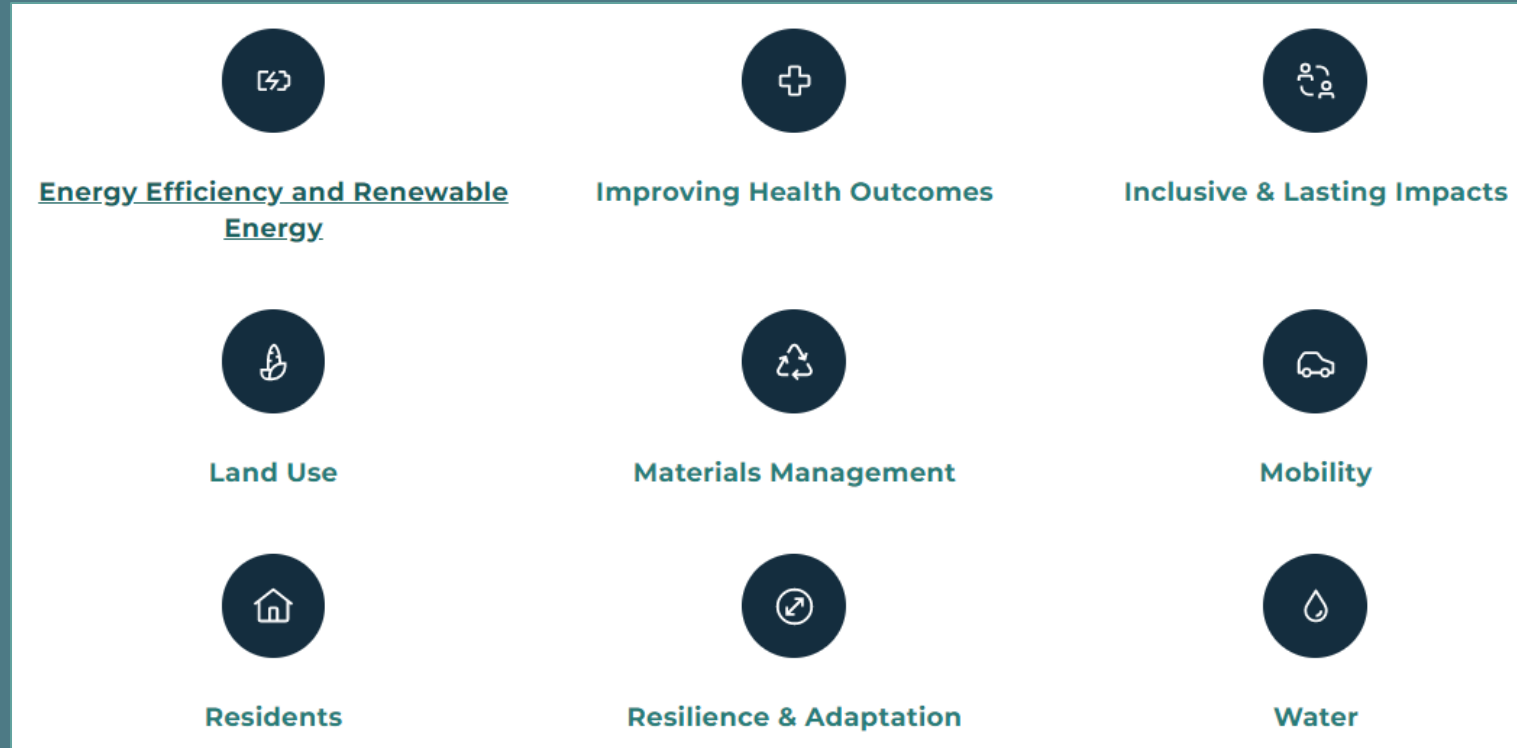 Energy Efficiency and Renewable
Energy
Improving Health Outcomes
Inclusive & Lasting Impacts
Land Use
Materials Management
Mobility
Residents
Resilience & Adaptation
Water